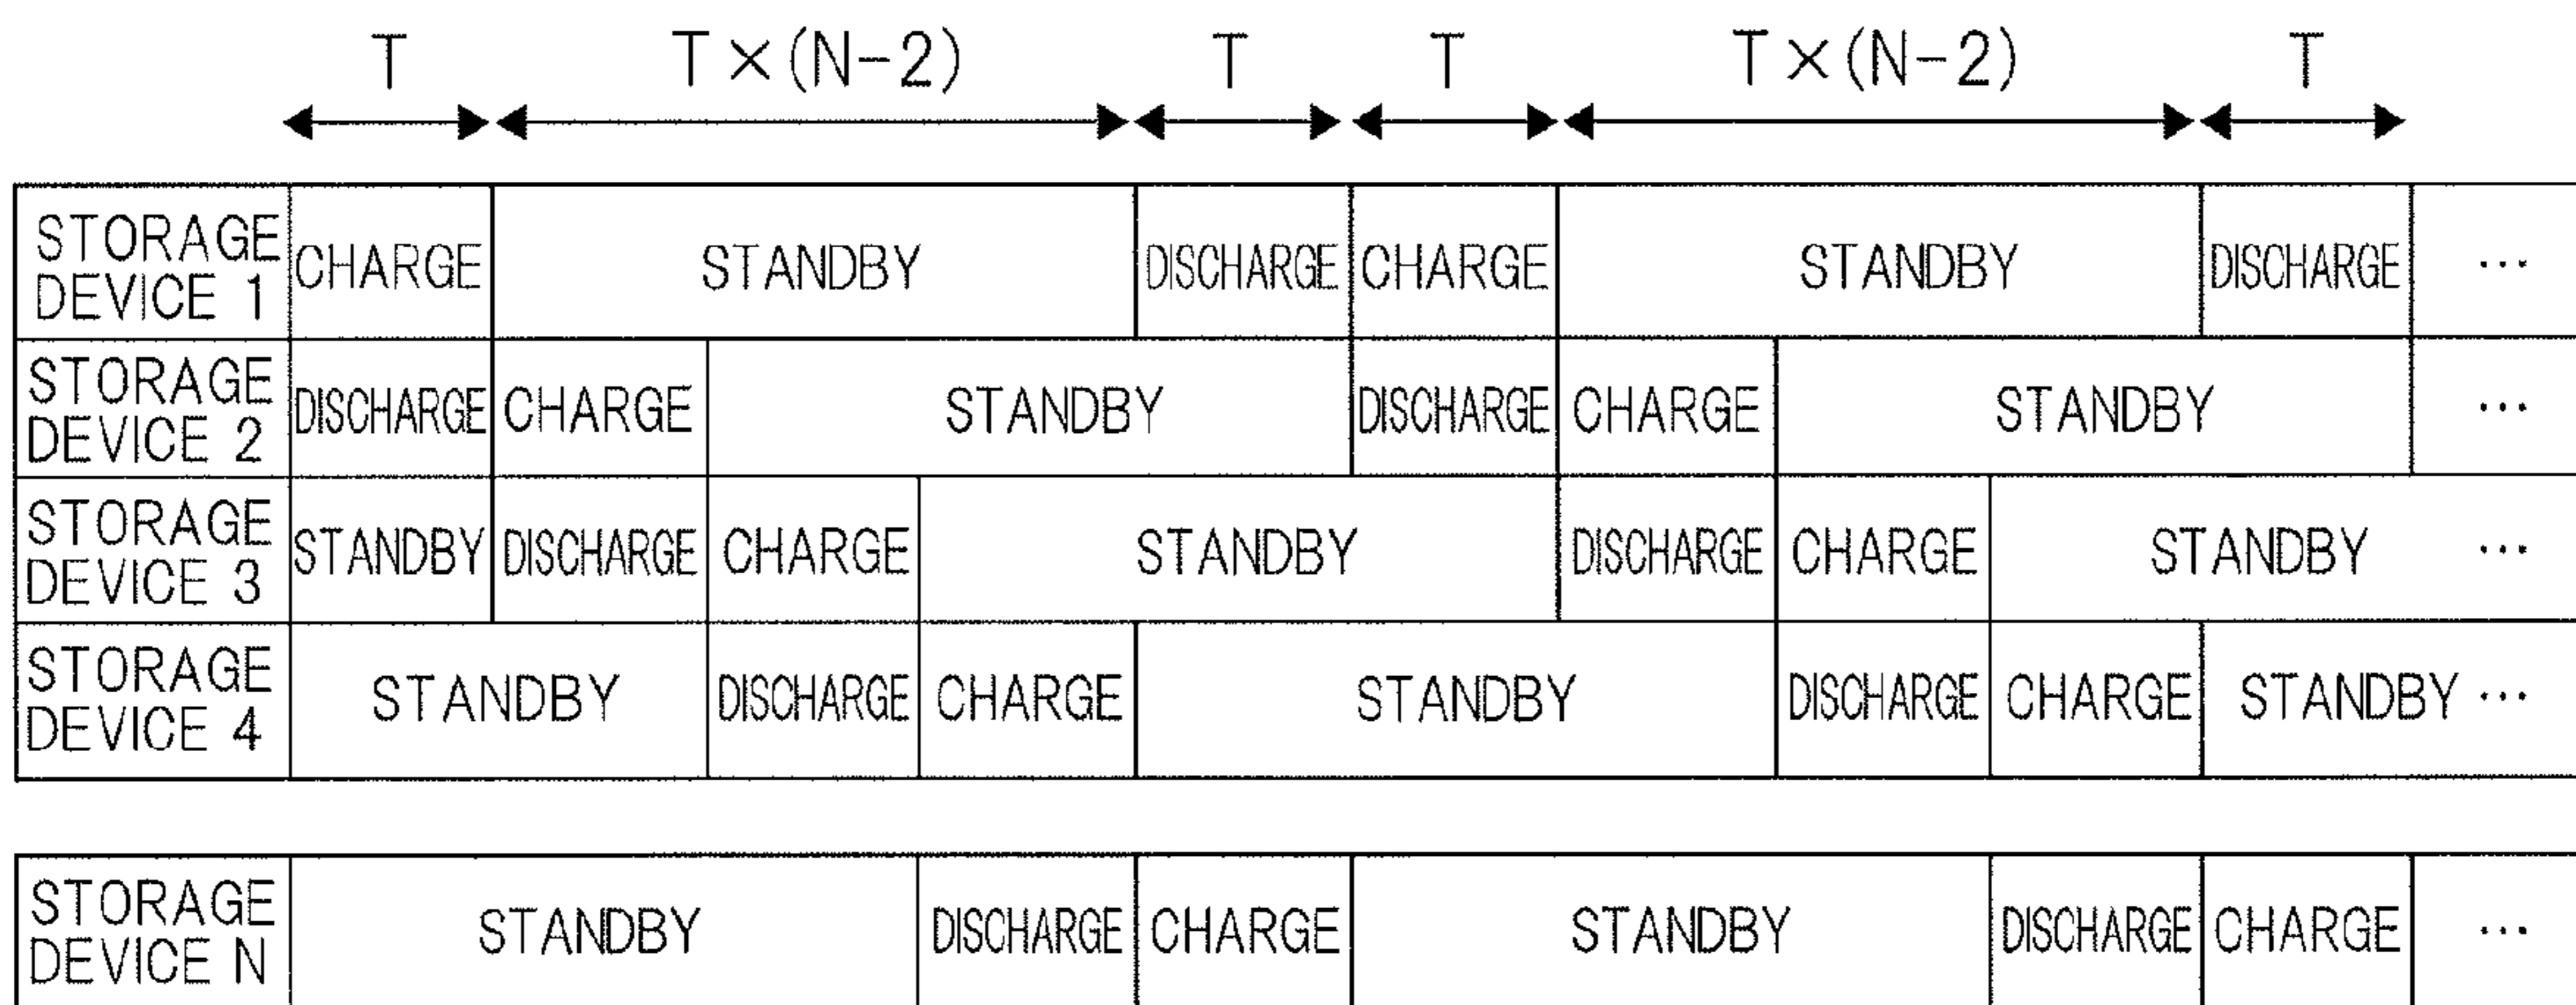 T T×(N-2) T T T×(N-2) T
STORAGE
DEVICE 1 CHARGE STANDBY DISCHARGE CHARGE STANDBY DISCHARGE ...
STORAGE
DEVICE 2 DISCHARGE CHARGE STANDBY DISCHARGE CHARGE STANDBY ...
STORAGE
DEVICE 3 STANDBY DISCHARGE CHARGE STANDBY DISCHARGE CHARGE STANDBY ...
STORAGE
DEVICE 4 STANDBY DISCHARGE CHARGE STANDBY DISCHARGE CHARGE STANDBY ...
STORAGE
DEVICE N STANDBY DISCHARGE CHARGE STANDBY DISCHARGE CHARGE ...